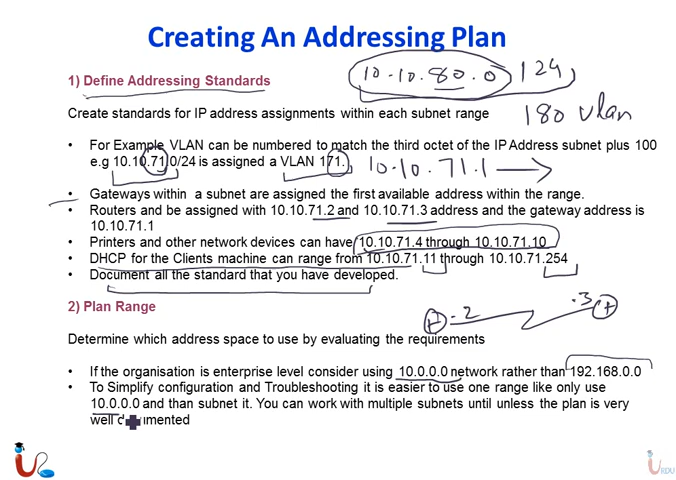 Creating An Addressing Plan
10.10.80.0/24
1) Define Addressing Standards
Create standards for IP address assignments within each subnet range
180 vlan
• For Example VLAN can be numbered to match the third octet of the IP Address subnet plus 100
e.g 10.10.71.0/24 is assigned a VLAN 171.
10.10.71.1
• Gateways within a subnet are assigned the first available address within the range.
• Routers and be assigned with 10.10.71.2 and 10.10.71.3 address and the gateway address is
10.10.71.1
• Printers and other network devices can have 10.10.71.4 through 10.10.71.10
• DHCP for the Clients machine can range from 10.10.71.11 through 10.10.71.254
• Document all the standard that you have developed.
2) Plan Range
.2
.3
Determine which address space to use by evaluating the requirements
• If the organisation is enterprise level consider using 10.0.0.0 network rather than 192.168.0.0
• To Simplify configuration and Troubleshooting it is easier to use one range like only use
10.0.0.0 and than subnet it. You can work with multiple subnets until unless the plan is very
well d umented
URDU